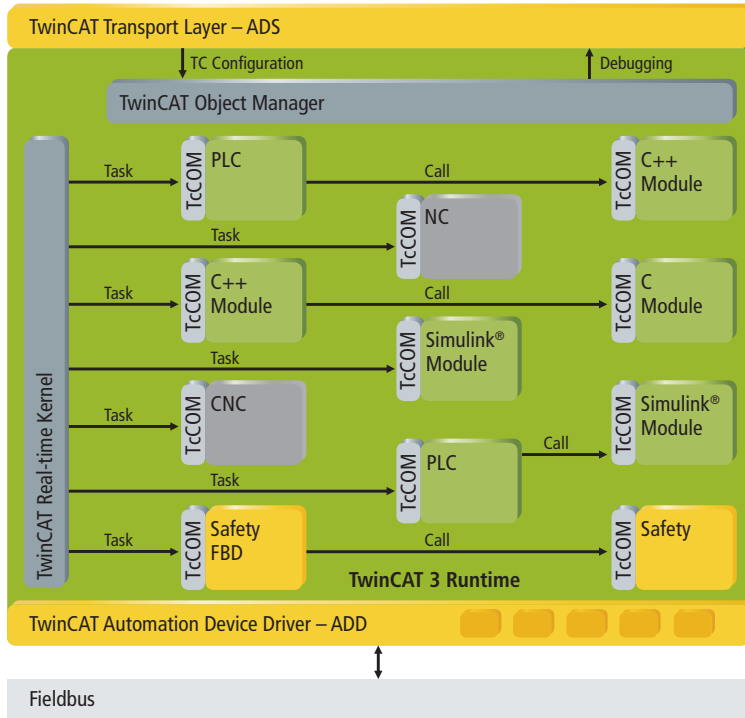 TwinCAT Transport Layer – ADS
TC Configuration
Debugging
TwinCAT Object Manager
TwinCAT Real-time Kernel
Task
TcCOM
PLC
Call
TcCOM
C++
Module
Task
TcCOM
NC
Task
TcCOM
C++
Module
Call
TcCOM
C
Module
Task
TcCOM
Simulink®
Module
Task
TcCOM
CNC
TcCOM
Simulink®
Module
Task
TcCOM
PLC
Call
Task
TcCOM
Safety
FBD
Call
TcCOM
Safety
TwinCAT 3 Runtime
TwinCAT Automation Device Driver – ADD
Fieldbus